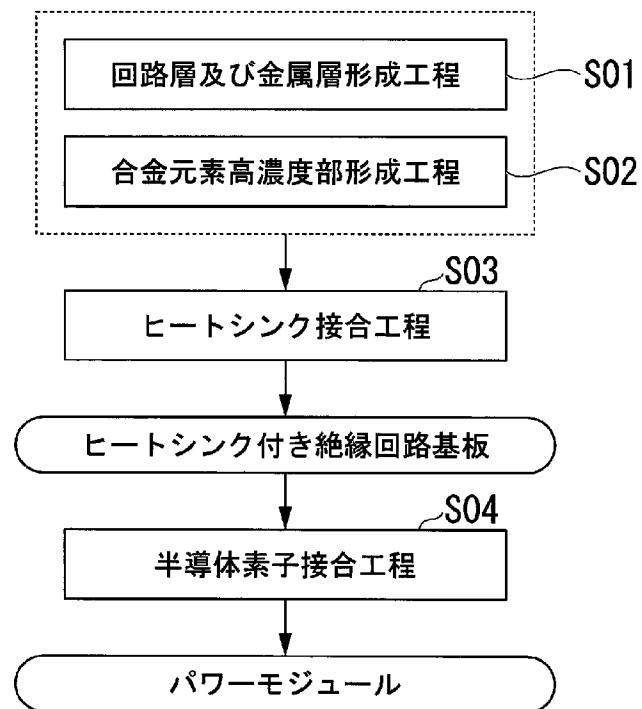 回路層及び金属層形成工程
S01
合金元素高濃度部形成工程
S02
S03
ヒートシンク接合工程
ヒートシンク付き絶縁回路基板
S04
半導体素子接合工程
パワーモジュール